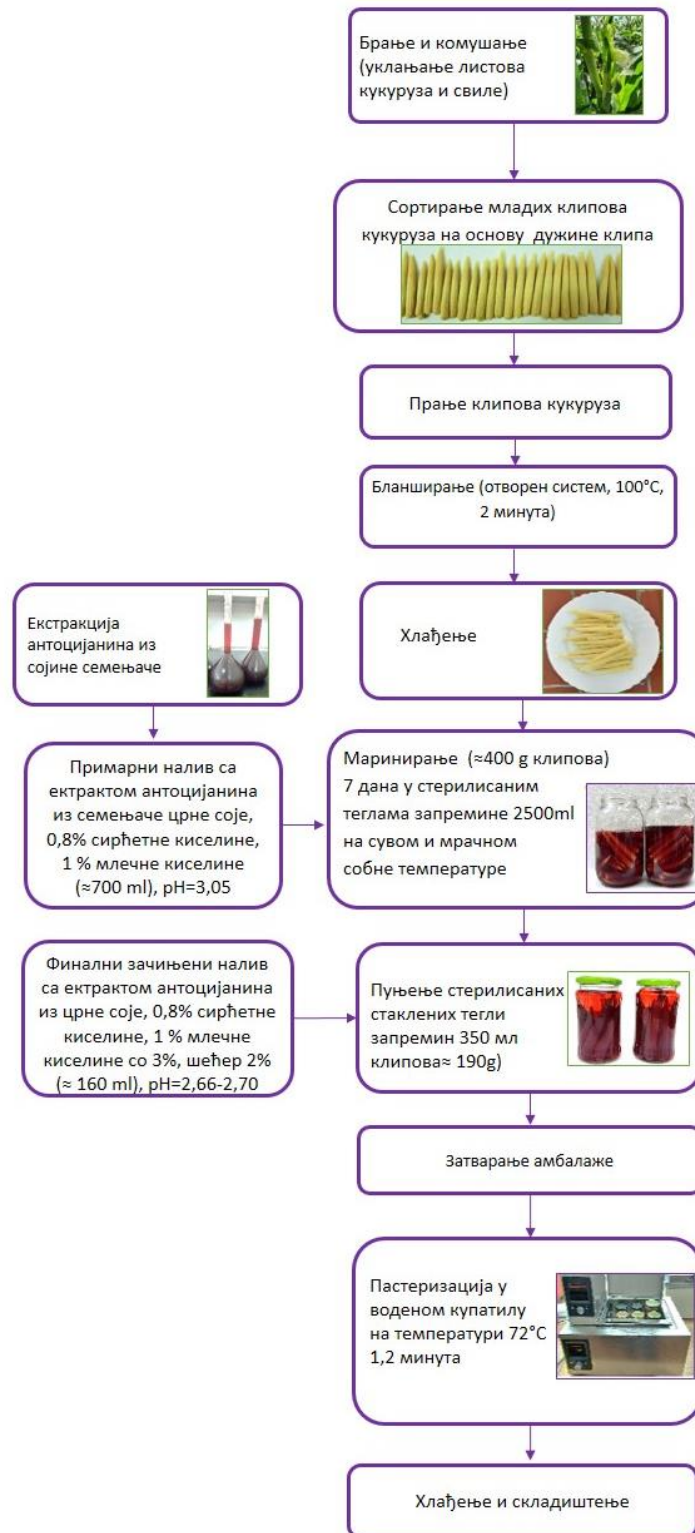 Брање и комушање
(уклањање листова
кукуруза и свиле)
Сортирање младих клипова
кукуруза на основу дужине клипа
Прање клипова кукуруза
Бланширање (отворен систем, 100°C,
2 минута)
Екстракција
антоцијанина из
сојине семењаче
Хлађење
Примарни налив са
ектрактом антоцијанина
из семењаче црне соје,
0,8% сирћетне киселине,
1 % млечне киселине
(≈700 ml), pH=3,05
Маринирање (≈400 g клипова)
7 дана у стерилисаним
теглама запремине 2500ml
на сувом и мрачном
собне температуре
Финални зачињени налив
са ектрактом антоцијанина
из црне соје, 0,8% сирћетне
киселине, 1 % млечне
киселине со 3%, шећер 2%
(≈ 160 ml), pH=2,66-2,70
Пуњење стерилисаних
стаклених тегли
запремин 350 мл
клипова≈ 190g)
Затварање амбалаже
Пастеризација у
воденом купатилу
на температури 72°C
1,2 минута
Хлађење и складиштење